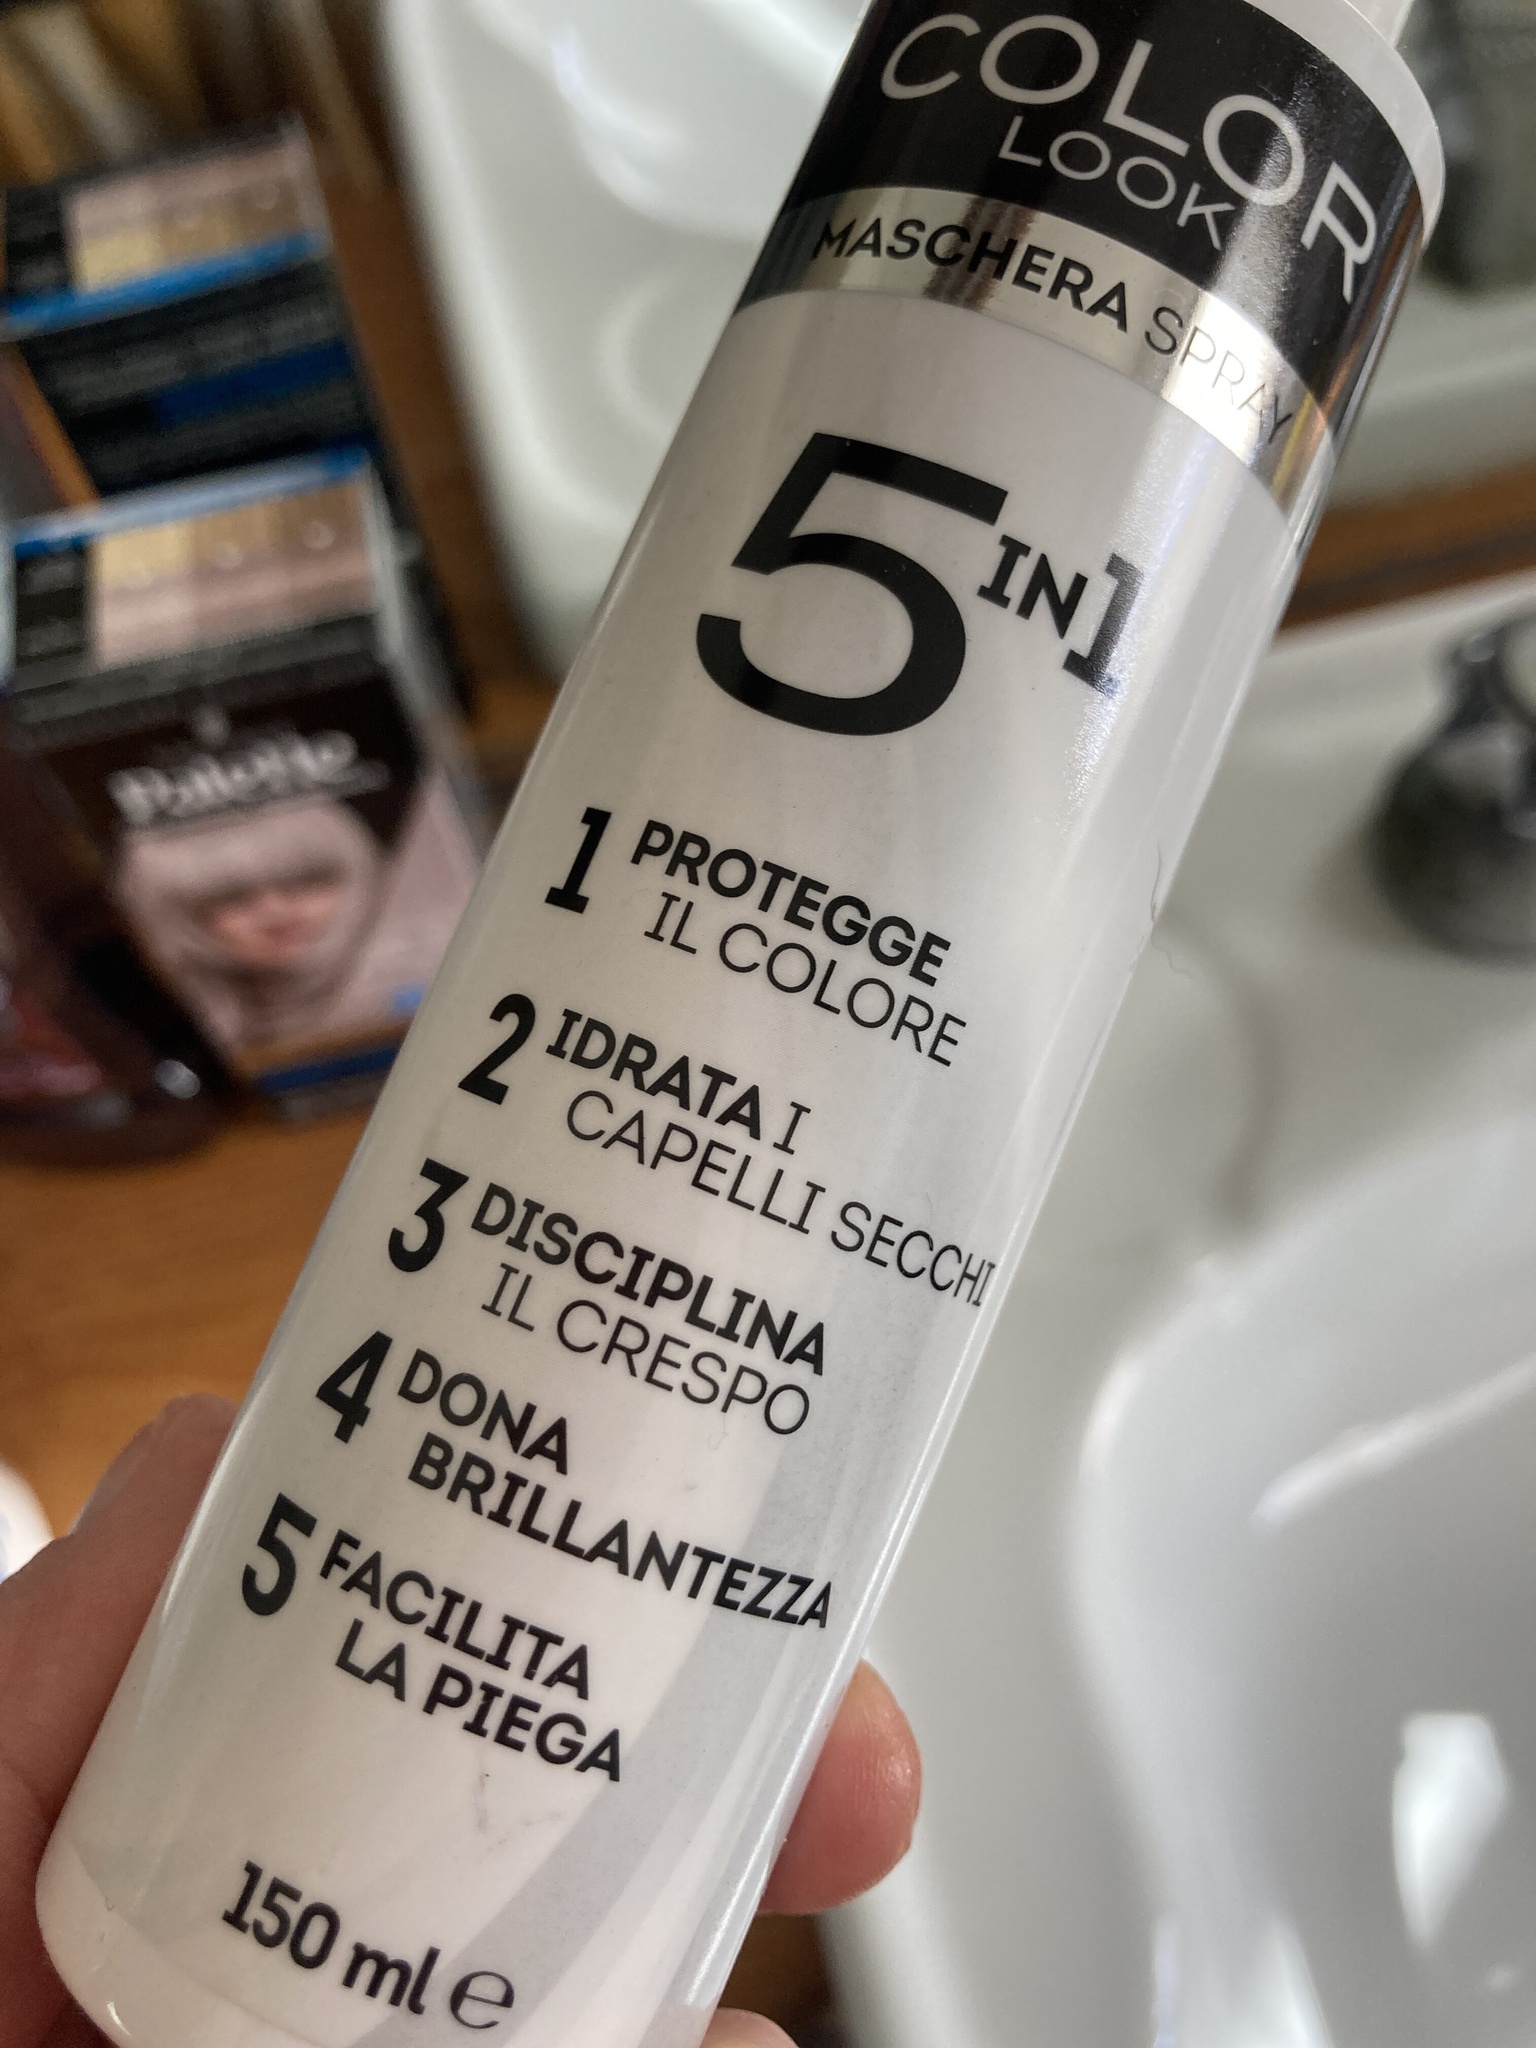 COLOR
LOOK
MASCHERA SPRAY
5 IN 1
1 PROTEGGE
IL COLORE
2 IDRATA I
CAPELLI SECCHI
3 DISCIPLINA
IL CRESPO
4 DONA
BRILLANTEZZA
5 FACILITA
LA PIEGA
150 ml ℮
Palette